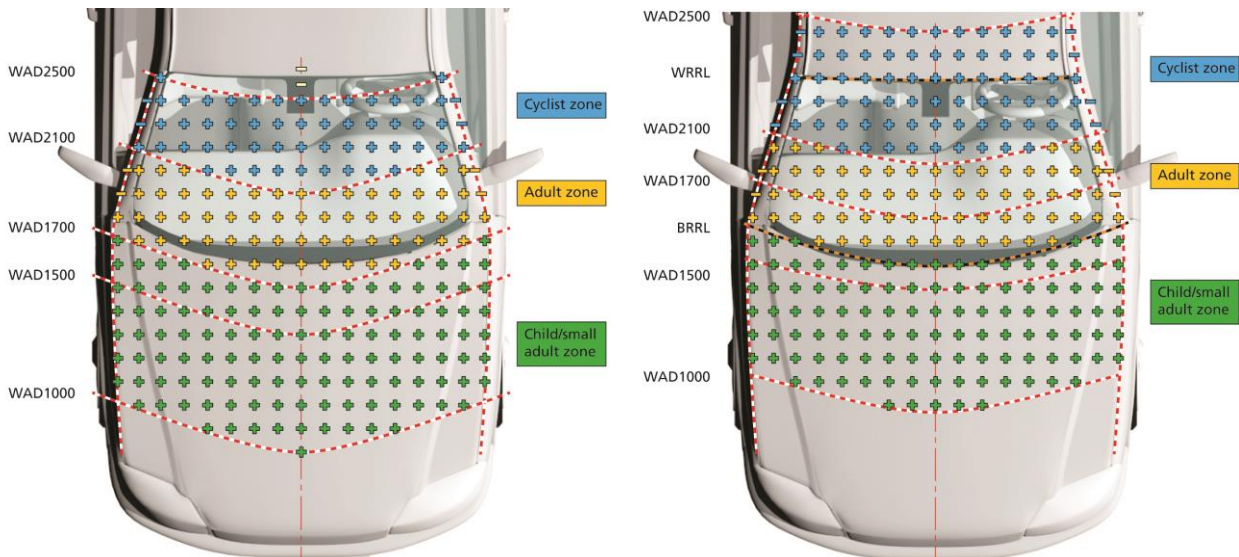 WAD2500
Cyclist zone
WAD2100
Adult zone
WAD1700
WAD1500
Child/small
adult zone
WAD1000
WAD2500
WRRL
Cyclist zone
WAD2100
Adult zone
WAD1700
BRRL
WAD1500
Child/small
adult zone
WAD1000